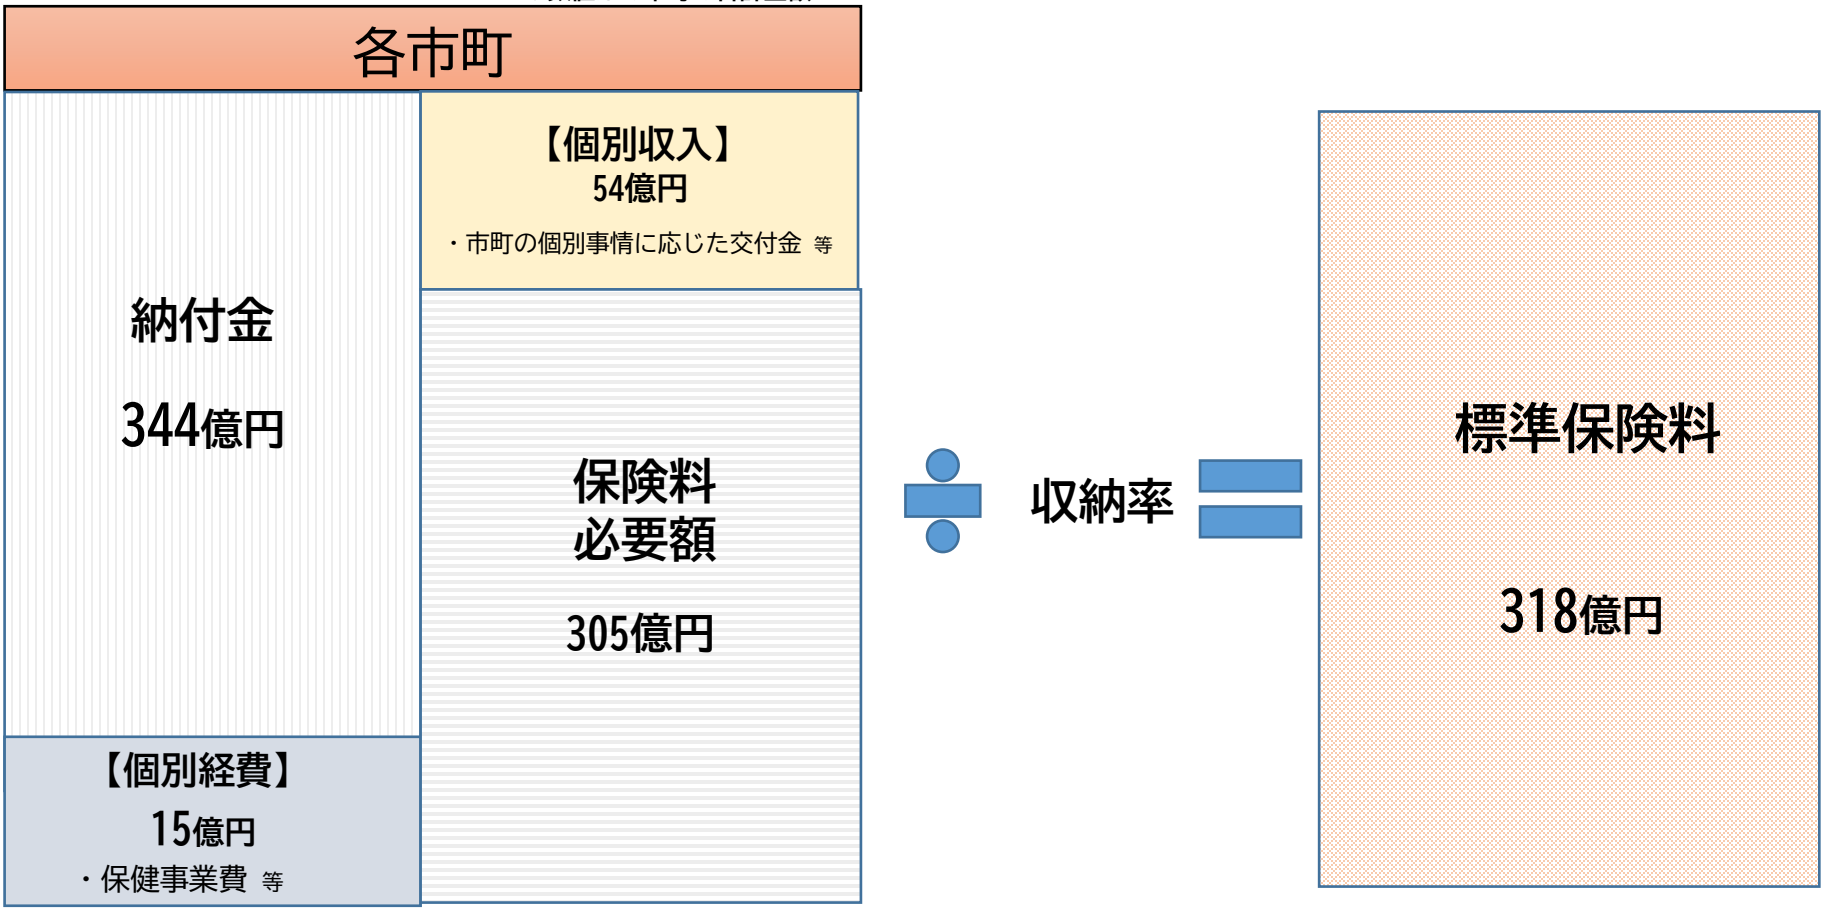 各市町
納付金
344億円
【個別経費】
15億円
・保健事業費 等
【個別収入】
54億円
・市町の個別事情に応じた交付金 等
保険料
必要額
305億円
収納率
標準保険料
318億円